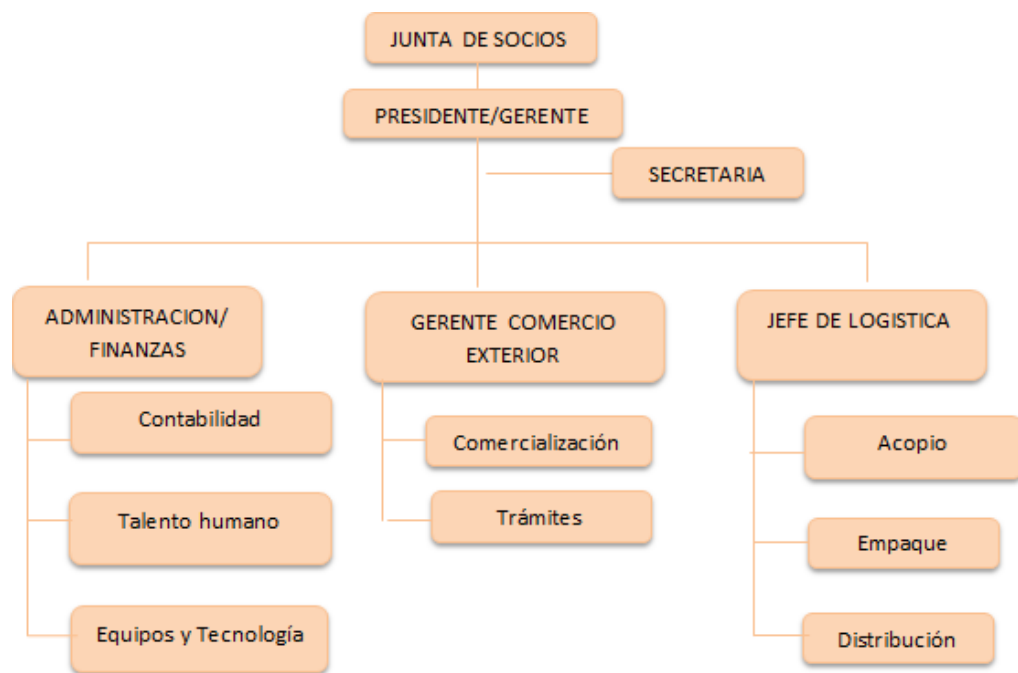 JUNTA DE SOCIOS
PRESIDENTE/GERENTE
SECRETARIA
ADMINISTRACION/
FINANZAS
Contabilidad
Talento humano
Equipos y Tecnología
GERENTE COMERCIO
EXTERIOR
Comercialización
Trámites
JEFE DE LOGISTICA
Acopio
Empaque
Distribución